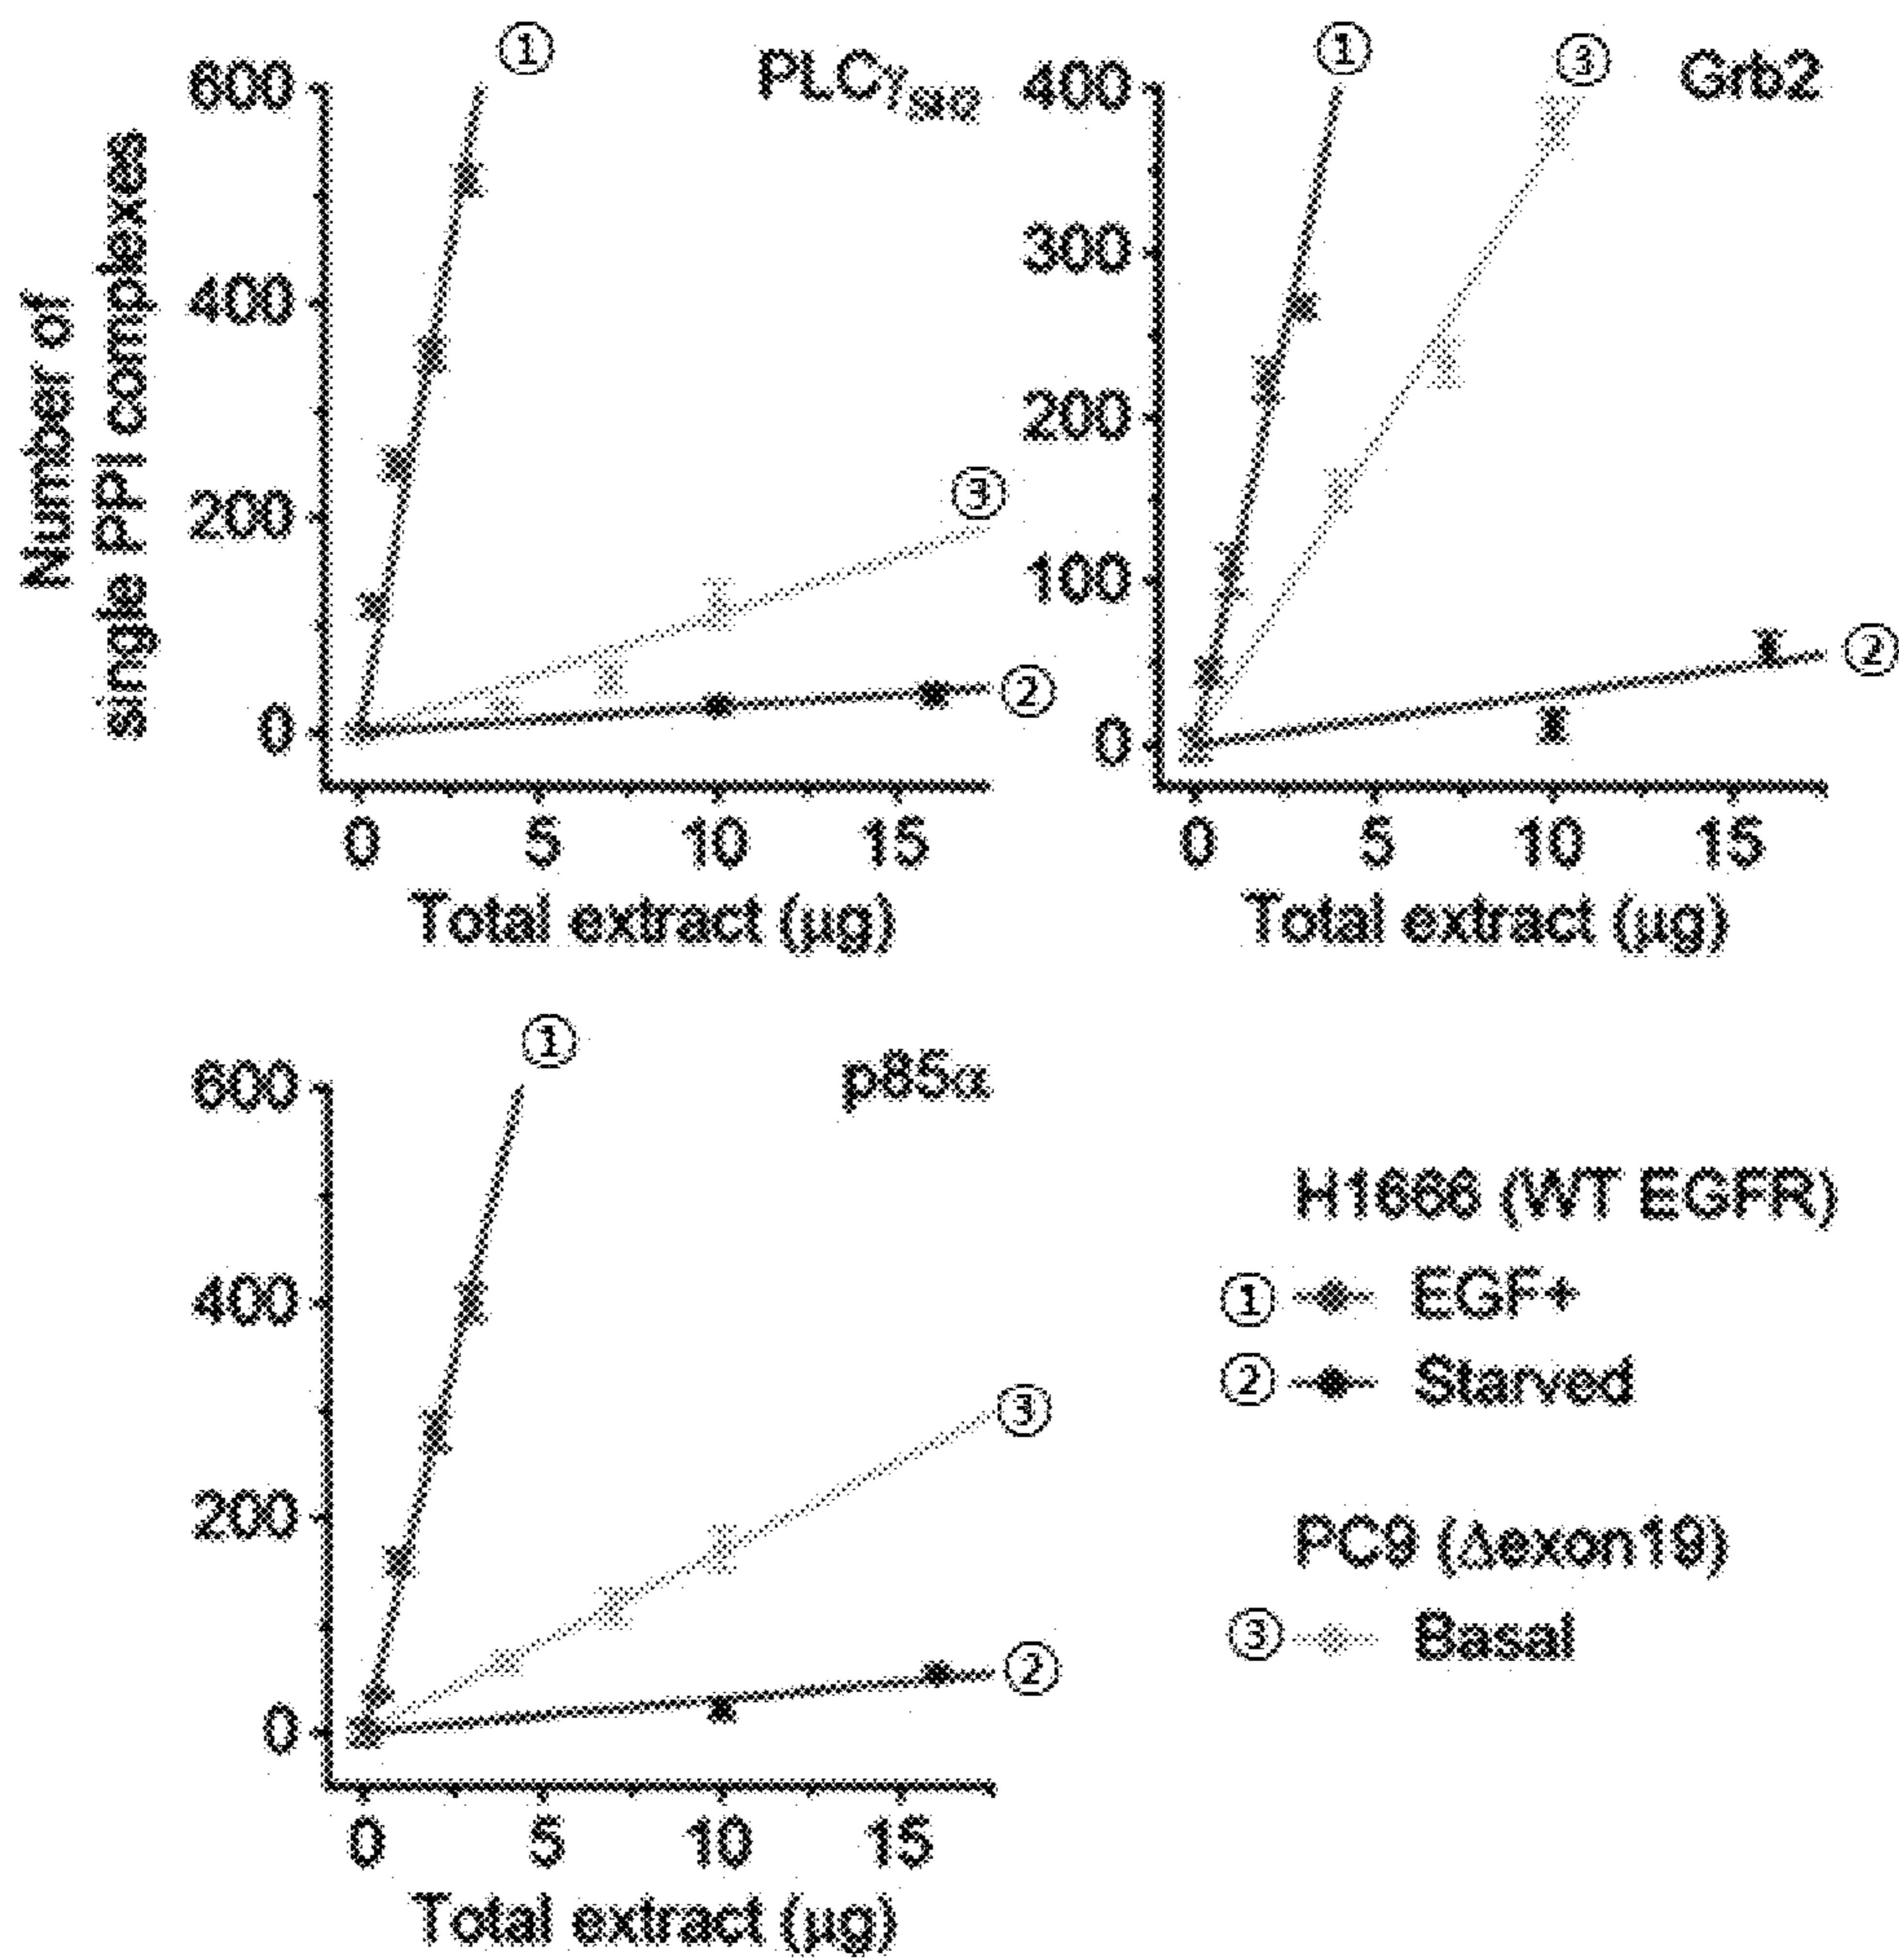 ①
PLCγSH2
600
400
200
0
③
②
Number of
single PPI complexes
0 5 10 15
Total extract (μg)
①
③
Grb2
400
300
200
100
0
②
0 5 10 15
Total extract (μg)
①
p85α
600
400
200
0
③
②
0 5 10 15
Total extract (μg)
H1666 (WT EGFR)
① EGF+
② Starved
PC9 (Δexon19)
③ Basal